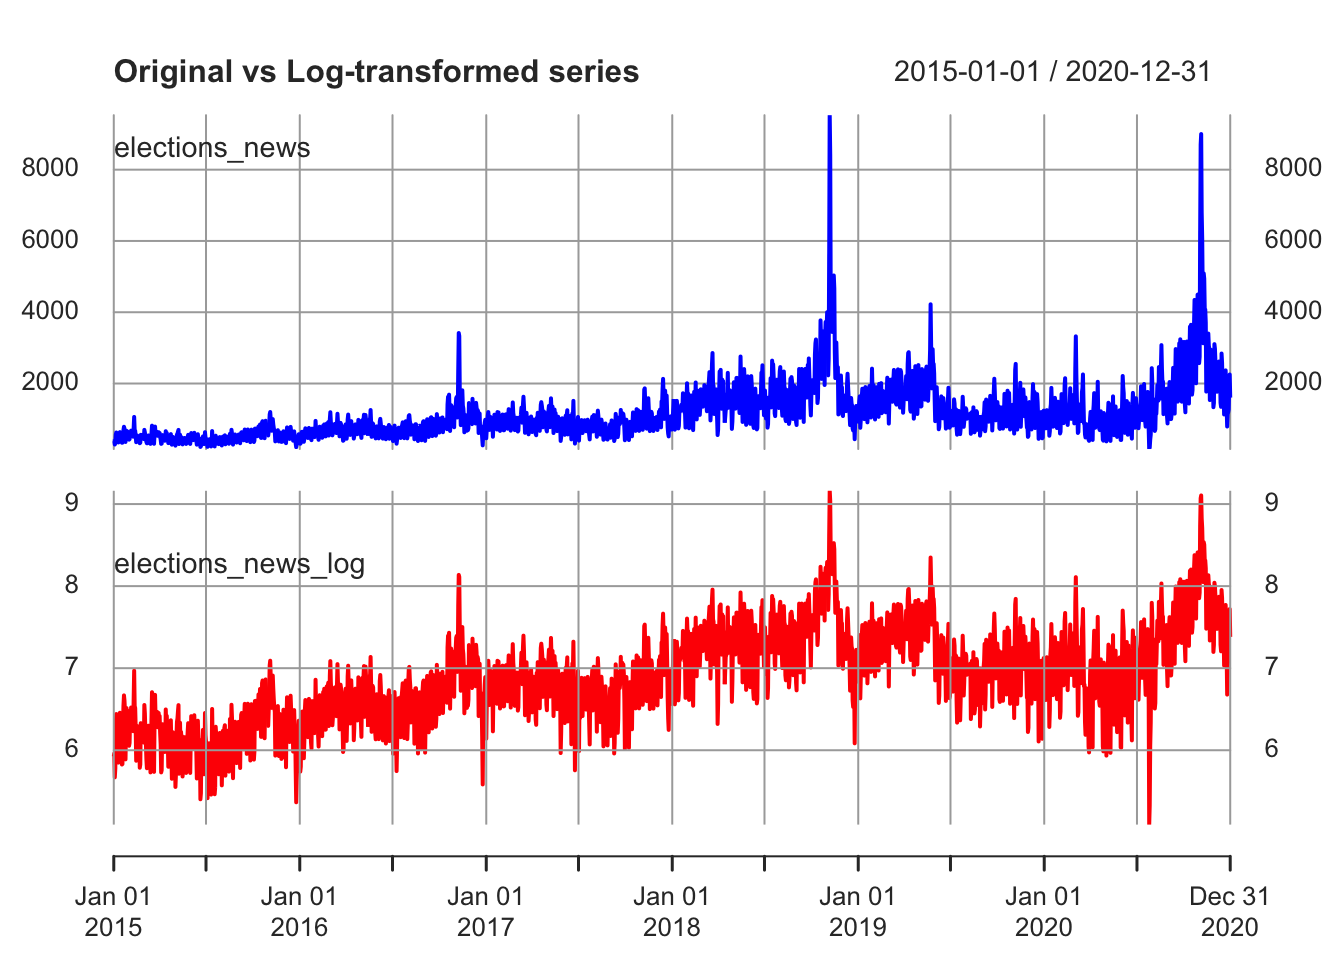 Original vs Log-transformed series 2015-01-01 / 2020-12-31
elections_news
8000 8000
6000 6000
4000 4000
2000 2000
9 9
elections_news_log
8 8
7 7
6 6
Jan 01 Jan 01 Jan 01 Jan 01 Jan 01 Jan 01 Dec 31
2015 2016 2017 2018 2019 2020 2020